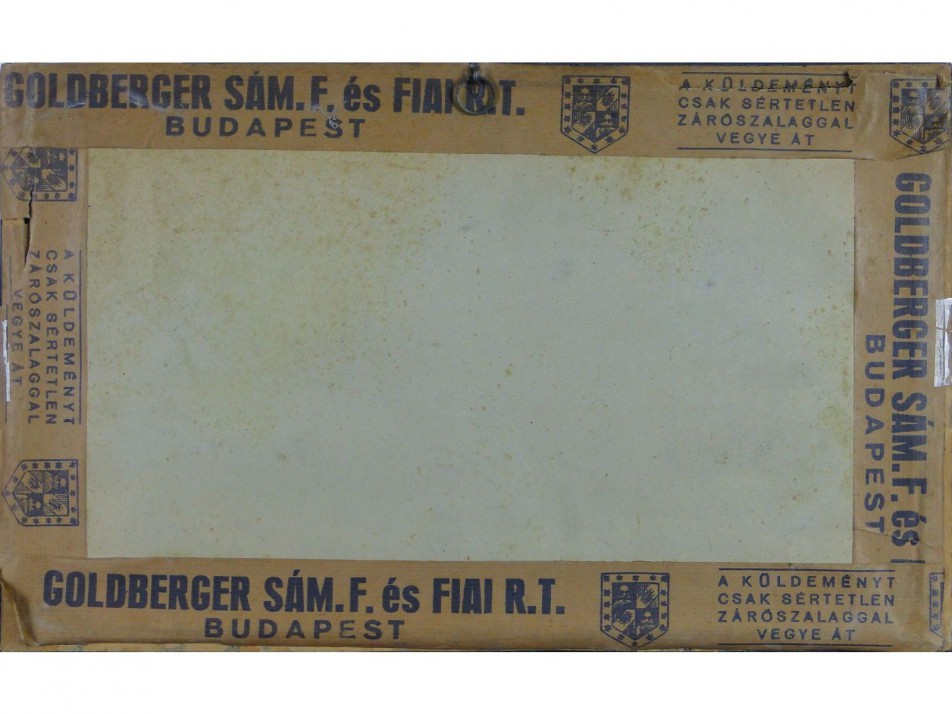 GOLDBERGER SÁM. F. és FIAI R.T.
BUDAPEST
A KÜLDEMÉNYT
CSAK SÉRTETLEN
ZÁRÓSZALAGGAL
VEGYE ÁT
A KÜLDEMÉNYT
CSAK SÉRTETLEN
ZÁRÓSZALAGGAL
VEGYE ÁT
GOLDBERGER SÁM. F. és
BUDAPEST
GOLDBERGER SÁM. F. és FIAI R.T.
BUDAPEST
A KÜLDEMÉNYT
CSAK SÉRTETLEN
ZÁRÓSZALAGGAL
VEGYE ÁT